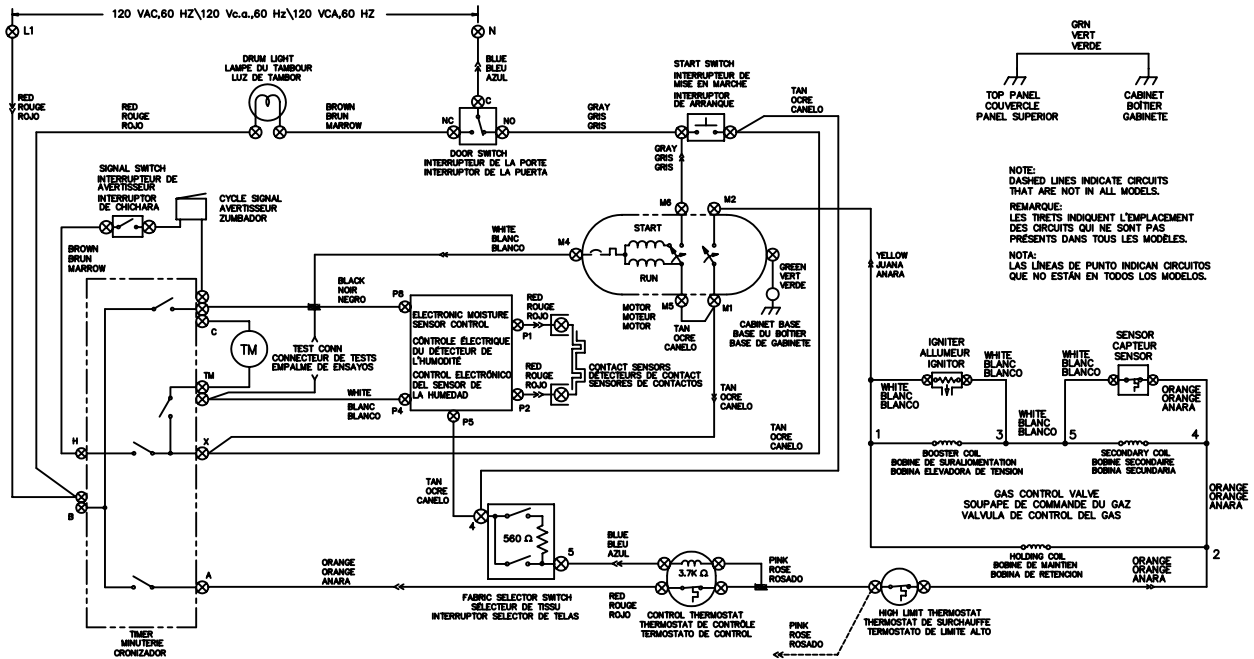 120 VAC,60 HZ\120 Vc.a.,60 Hz\120 VCA,60 HZ
L1
N
RED
ROUGE
ROJO
RED
ROUGE
ROJO
DRUM LIGHT
LAMPE DU TAMBOUR
LUZ DE TAMBOR
BROWN
BRUN
MARROW
BLUE
BLEU
AZUL
C
NC
NO
DOOR SWITCH
INTERRUPTEUR DE LA PORTE
INTERRUPTOR DE LA PUERTA
GRAY
GRIS
GRIS
START SWITCH
INTERRUPTEUR DE
MISE EN MARCHE
INTERRUPTOR
DE ARRANQUE
TAN
OCRE
CANELO
GRN
VERT
VERDE
TOP PANEL
COUVERCLE
PANEL SUPERIOR
CABINET
BOÎTIER
GABINETE
GRAY
GRIS
GRIS
SIGNAL SWITCH
INTERRUPTEUR DE
AVERTISSEUR
INTERRUPTOR
DE CHICHARA
CYCLE SIGNAL
AVERTISSEUR
ZUMBADOR
BROWN
BRUN
MARROW
NOTE:
DASHED LINES INDICATE CIRCUITS
THAT ARE NOT IN ALL MODELS.
REMARQUE:
LES TIRETS INDIQUENT L'EMPLACEMENT
DES CIRCUITS QUI NE SONT PAS
PRÉSENTS DANS TOUS LES MODÈLES.
NOTA:
LAS LÍNEAS DE PUNTO INDICAN CIRCUITOS
QUE NO ESTÁN EN TODOS LOS MODELOS.
M6
M2
START
RUN
M4
M5
M1
MOTOR
MOTEUR
MOTOR
WHITE
BLANC
BLANCO
GREEN
VERT
VERDE
CABINET BASE
BASE DU BOÎTIER
BASE DE GABINETE
TAN
OCRE
CANELO
YELLOW
JUANA
ANARA
BLACK
NOIR
NEGRO
P8
ELECTRONIC MOISTURE
SENSOR CONTROL
CÔNTRÔLE ÉLECTRIQUE
DU DÉTECTEUR DE
L'HUMODITÉ
CONTROL ELECTRÓNICO
DEL SENSOR DE
LA HUMEDAD
RED
ROUGE
ROJO
P1
RED
ROUGE
ROJO
P2
CONTACT SENSORS
DÉTECTEURS DE CONTACT
SENSORES DE CONTACTOS
P4
P5
C
TM
TM
TEST CONN
CONNECTEUR DE TESTS
EMPALME DE ENSAYOS
WHITE
BLANC
BLANCO
TAN
OCRE
CANELO
TAN
OCRE
CANELO
H
X
B
A
TIMER
MINUTERIE
CRONIZADOR
IGNITER
ALLUMEUR
IGNITOR
WHITE
BLANC
BLANCO
WHITE
BLANC
BLANCO
WHITE
BLANC
BLANCO
WHITE
BLANC
BLANCO
SENSOR
CAPTEUR
SENSOR
ORANGE
ORANGE
ANARA
1
3
5
4
BOOSTER COIL
BOBINE DE SURALIOMENTATION
BOBINA ELEVADORA DE TENSION
SECONDARY COIL
BOBINE SECONDAIRE
BOBINA SECUNDARIA
GAS CONTROL VALVE
SOUPAPE DE COMMANDE DU GAZ
VALVULA DE CONTROL DEL GAS
ORANGE
ORANGE
ANARA
2
HOLDING COIL
BOBINE DE MAINTIEN
BOBINA DE RETENCION
ORANGE
ORANGE
ANARA
TAN
OCRE
CANELO
4
560 Ω
5
FABRIC SELECTOR SWITCH
SÉLECTEUR DE TISSU
INTERRUPTOR SELECTOR DE TELAS
ORANGE
ORANGE
ANARA
BLUE
BLEU
AZUL
RED
ROUGE
ROJO
3.7K Ω
CONTROL THERMOSTAT
THERMOSTAT DE CONTRÔLE
TERMOSTATO DE CONTROL
PINK
ROSE
ROSADO
PINK
ROSE
ROSADO
HIGH LIMIT THERMOSTAT
THERMOSTAT DE SURCHAUFFE
TERMOSTATO DE LIMITE ALTO